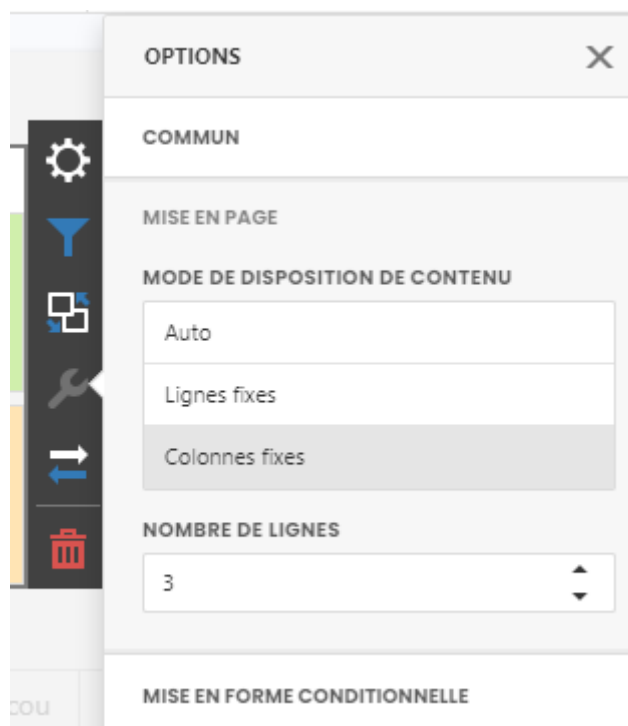 OPTIONS
COMMUN
MISE EN PAGE
MODE DE DISPOSITION DE CONTENU
Auto
Lignes fixes
Colonnes fixes
NOMBRE DE LIGNES
3
MISE EN FORME CONDITIONNELLE
cou